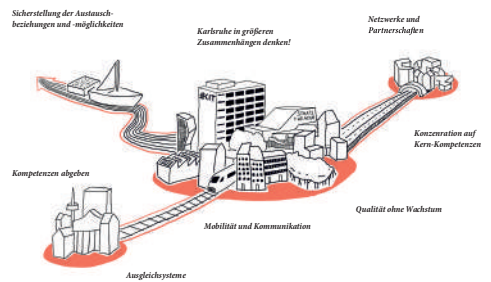 Sicherstellung der Austausch-
beziehungen und -möglichkeiten
Karlsruhe in größeren
Zusammenhängen denken!
Netzwerke und
Partnerschaften
Konzenration auf
Kern-Kompetenzen
Kompetenzen abgeben
Qualität ohne Wachstum
Mobilität und Kommunikation
Ausgleichsysteme